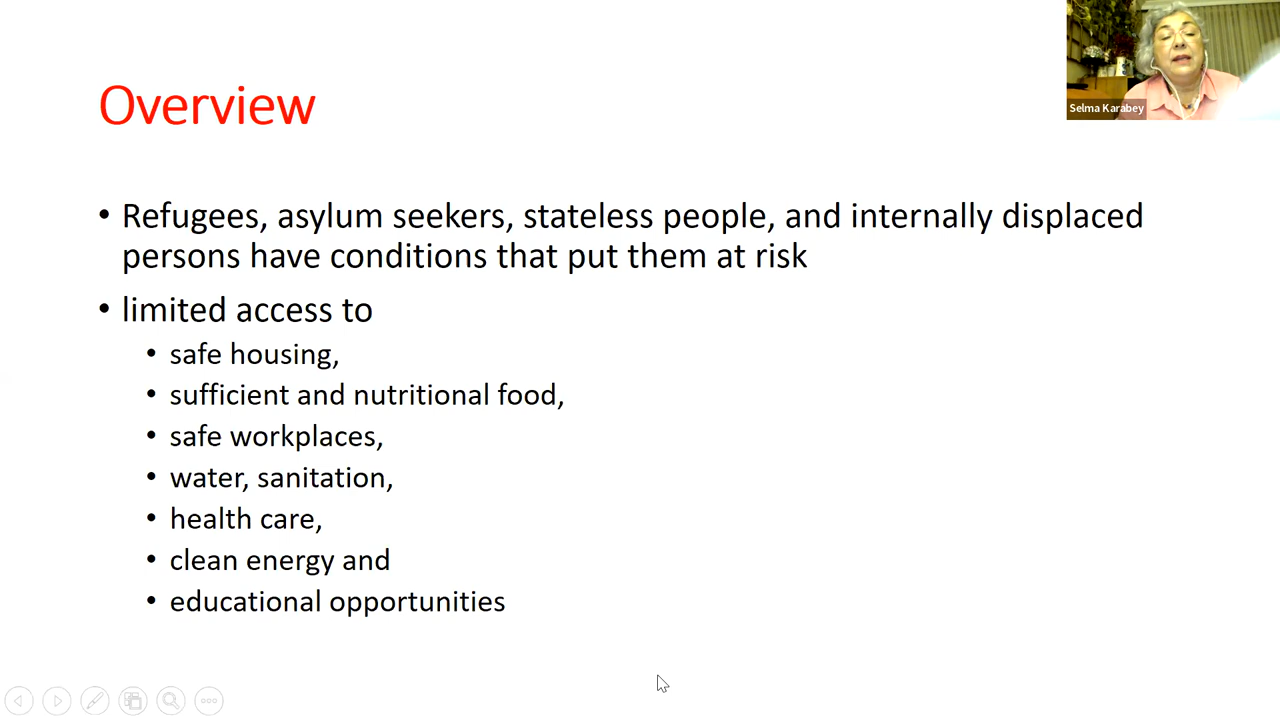 Selma Karabey
Overview
• Refugees, asylum seekers, stateless people, and internally displaced
persons have conditions that put them at risk
• limited access to
• safe housing,
• sufficient and nutritional food,
• safe workplaces,
• water, sanitation,
• health care,
• clean energy and
• educational opportunities